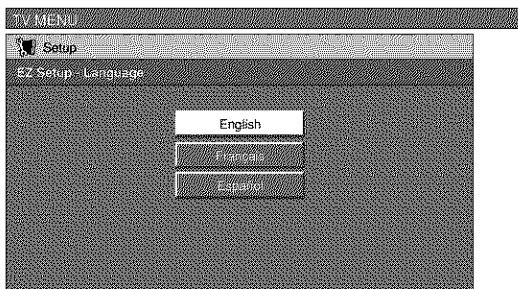 TV MENU
Setup
EZ Setup - Language
English
Français
Español